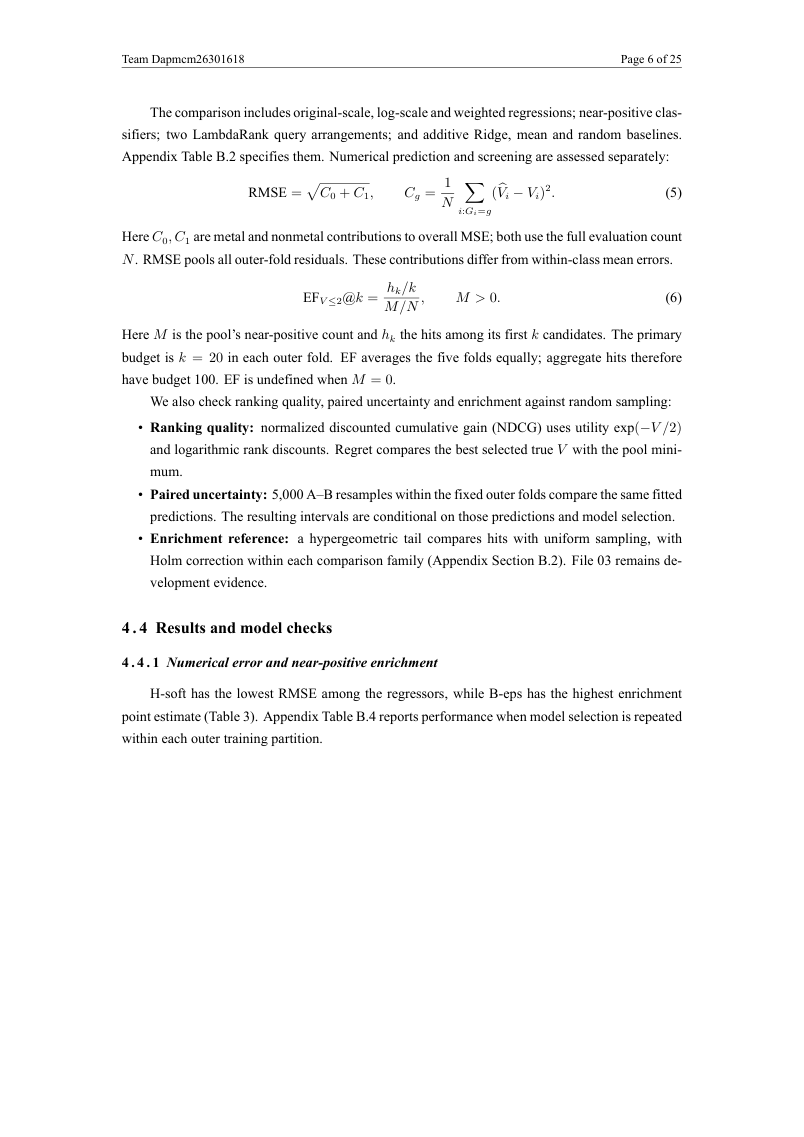 Team Dapmcm26301618 Page 6 of 25
The comparison includes original-scale, log-scale and weighted regressions; near-positive clas-
sifiers; two LambdaRank query arrangements; and additive Ridge, mean and random baselines.
Appendix Table B.2 specifies them. Numerical prediction and screening are assessed separately:
RMSE = √(C₀ + C₁), C_g = 1/N ∑_{i:G_i=g} (V̂_i − V_i)². (5)
Here C₀, C₁ are metal and nonmetal contributions to overall MSE; both use the full evaluation count
N. RMSE pools all outer-fold residuals. These contributions differ from within-class mean errors.
EF_{V≤2}@k = (h_k/k)/(M/N), M > 0. (6)
Here M is the pool’s near-positive count and h_k the hits among its first k candidates. The primary
budget is k = 20 in each outer fold. EF averages the five folds equally; aggregate hits therefore
have budget 100. EF is undefined when M = 0.
We also check ranking quality, paired uncertainty and enrichment against random sampling:
• Ranking quality: normalized discounted cumulative gain (NDCG) uses utility exp(−V/2)
and logarithmic rank discounts. Regret compares the best selected true V with the pool mini-
mum.
• Paired uncertainty: 5,000 A–B resamples within the fixed outer folds compare the same fitted
predictions. The resulting intervals are conditional on those predictions and model selection.
• Enrichment reference: a hypergeometric tail compares hits with uniform sampling, with
Holm correction within each comparison family (Appendix Section B.2). File 03 remains de-
velopment evidence.
4.4 Results and model checks
4.4.1 Numerical error and near-positive enrichment
H-soft has the lowest RMSE among the regressors, while B-eps has the highest enrichment
point estimate (Table 3). Appendix Table B.4 reports performance when model selection is repeated
within each outer training partition.